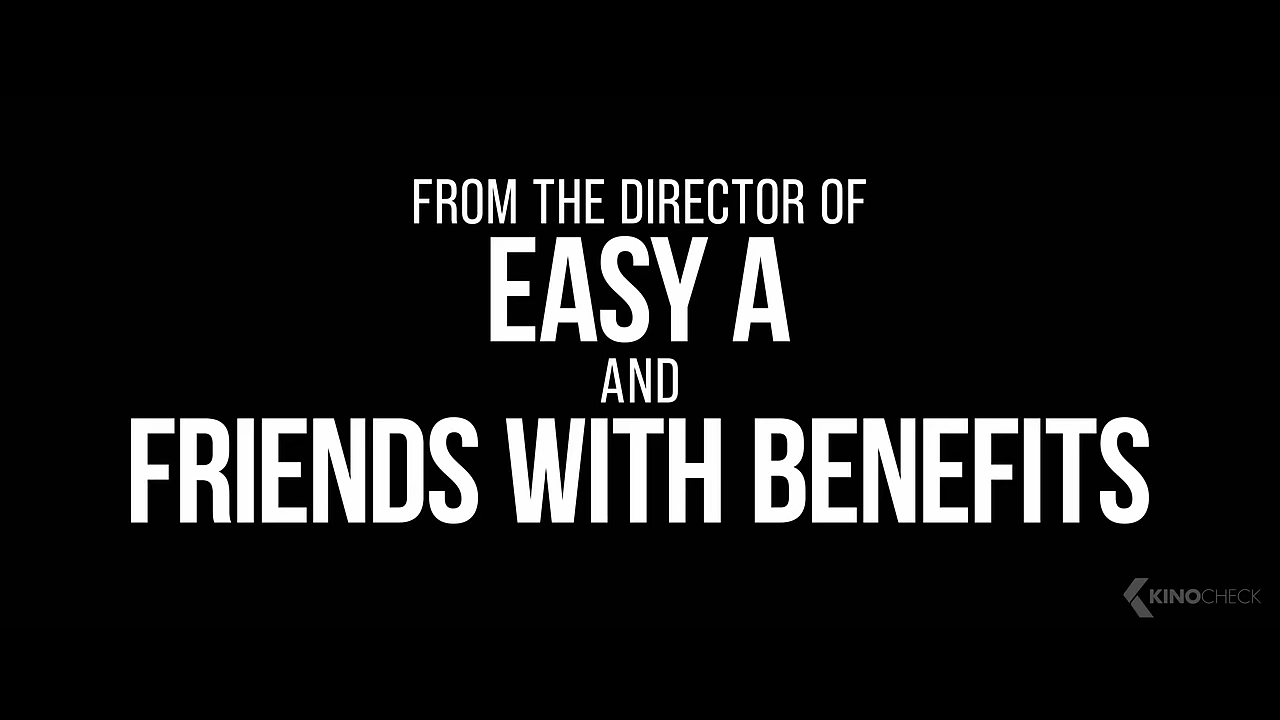 FROM THE DIRECTOR OF
EASY A
AND
FRIENDS WITH BENEFITS
KINOCHECK